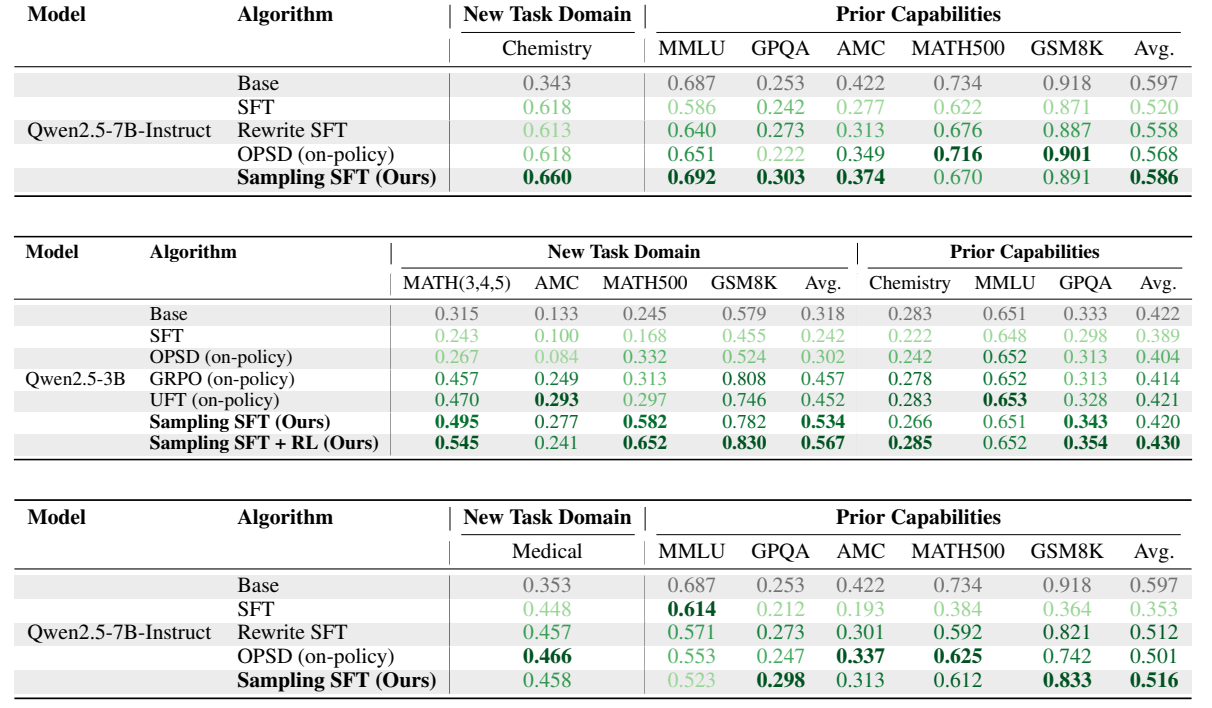 Model Algorithm New Task Domain Prior Capabilities
Chemistry MMLU GPQA AMC MATH500 GSM8K Avg.
Base 0.343 0.687 0.253 0.422 0.734 0.918 0.597
SFT 0.618 0.586 0.242 0.277 0.622 0.871 0.520
Qwen2.5-7B-Instruct Rewrite SFT 0.613 0.640 0.273 0.313 0.676 0.887 0.558
OPSD (on-policy) 0.618 0.651 0.222 0.349 0.716 0.901 0.568
Sampling SFT (Ours) 0.660 0.692 0.303 0.374 0.670 0.891 0.586
Model Algorithm New Task Domain Prior Capabilities
MATH(3,4,5) AMC MATH500 GSM8K Avg. Chemistry MMLU GPQA Avg.
Base 0.315 0.133 0.245 0.579 0.318 0.283 0.651 0.333 0.422
SFT 0.243 0.100 0.168 0.455 0.242 0.222 0.648 0.298 0.389
OPSD (on-policy) 0.267 0.084 0.332 0.524 0.302 0.242 0.652 0.313 0.404
Qwen2.5-3B GRPO (on-policy) 0.457 0.249 0.313 0.808 0.457 0.278 0.652 0.313 0.414
UFT (on-policy) 0.470 0.293 0.297 0.746 0.452 0.283 0.653 0.328 0.421
Sampling SFT (Ours) 0.495 0.277 0.582 0.782 0.534 0.266 0.651 0.343 0.420
Sampling SFT + RL (Ours) 0.545 0.241 0.652 0.830 0.567 0.285 0.652 0.354 0.430
Model Algorithm New Task Domain Prior Capabilities
Medical MMLU GPQA AMC MATH500 GSM8K Avg.
Base 0.353 0.687 0.253 0.422 0.734 0.918 0.597
SFT 0.448 0.614 0.212 0.193 0.384 0.364 0.353
Qwen2.5-7B-Instruct Rewrite SFT 0.457 0.571 0.273 0.301 0.592 0.821 0.512
OPSD (on-policy) 0.466 0.553 0.247 0.337 0.625 0.742 0.501
Sampling SFT (Ours) 0.458 0.523 0.298 0.313 0.612 0.833 0.516